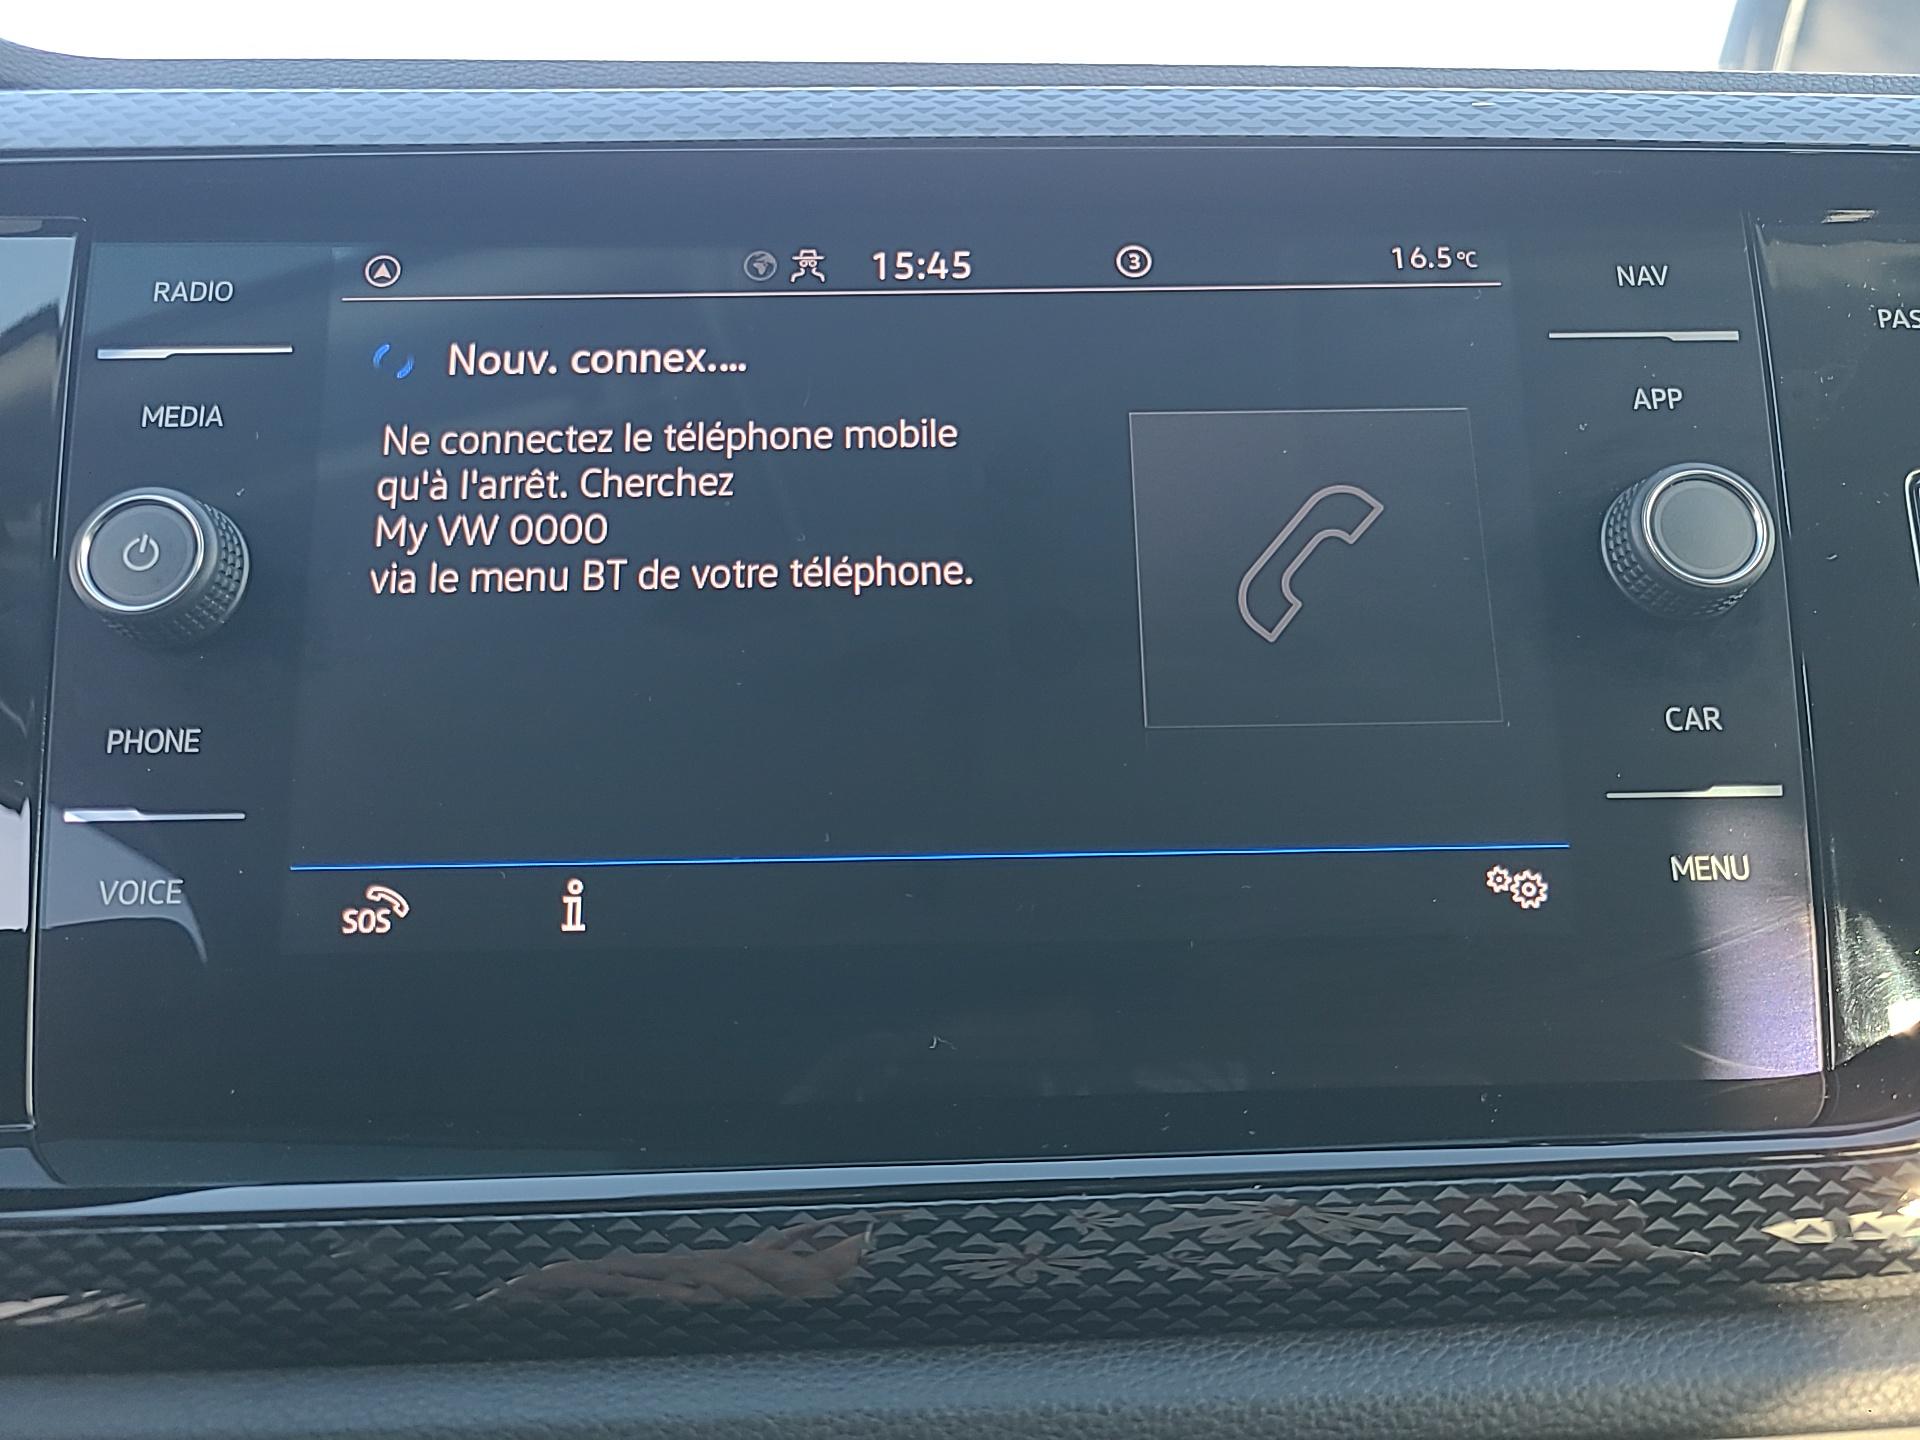 RADIO
MEDIA
PHONE
VOICE
15:45
3
16.5°C
Nouv. connex....
Ne connectez le téléphone mobile
qu'à l'arrêt. Cherchez
My VW 0000
via le menu BT de votre téléphone.
SOS
i
NAV
APP
CAR
MENU
PAS